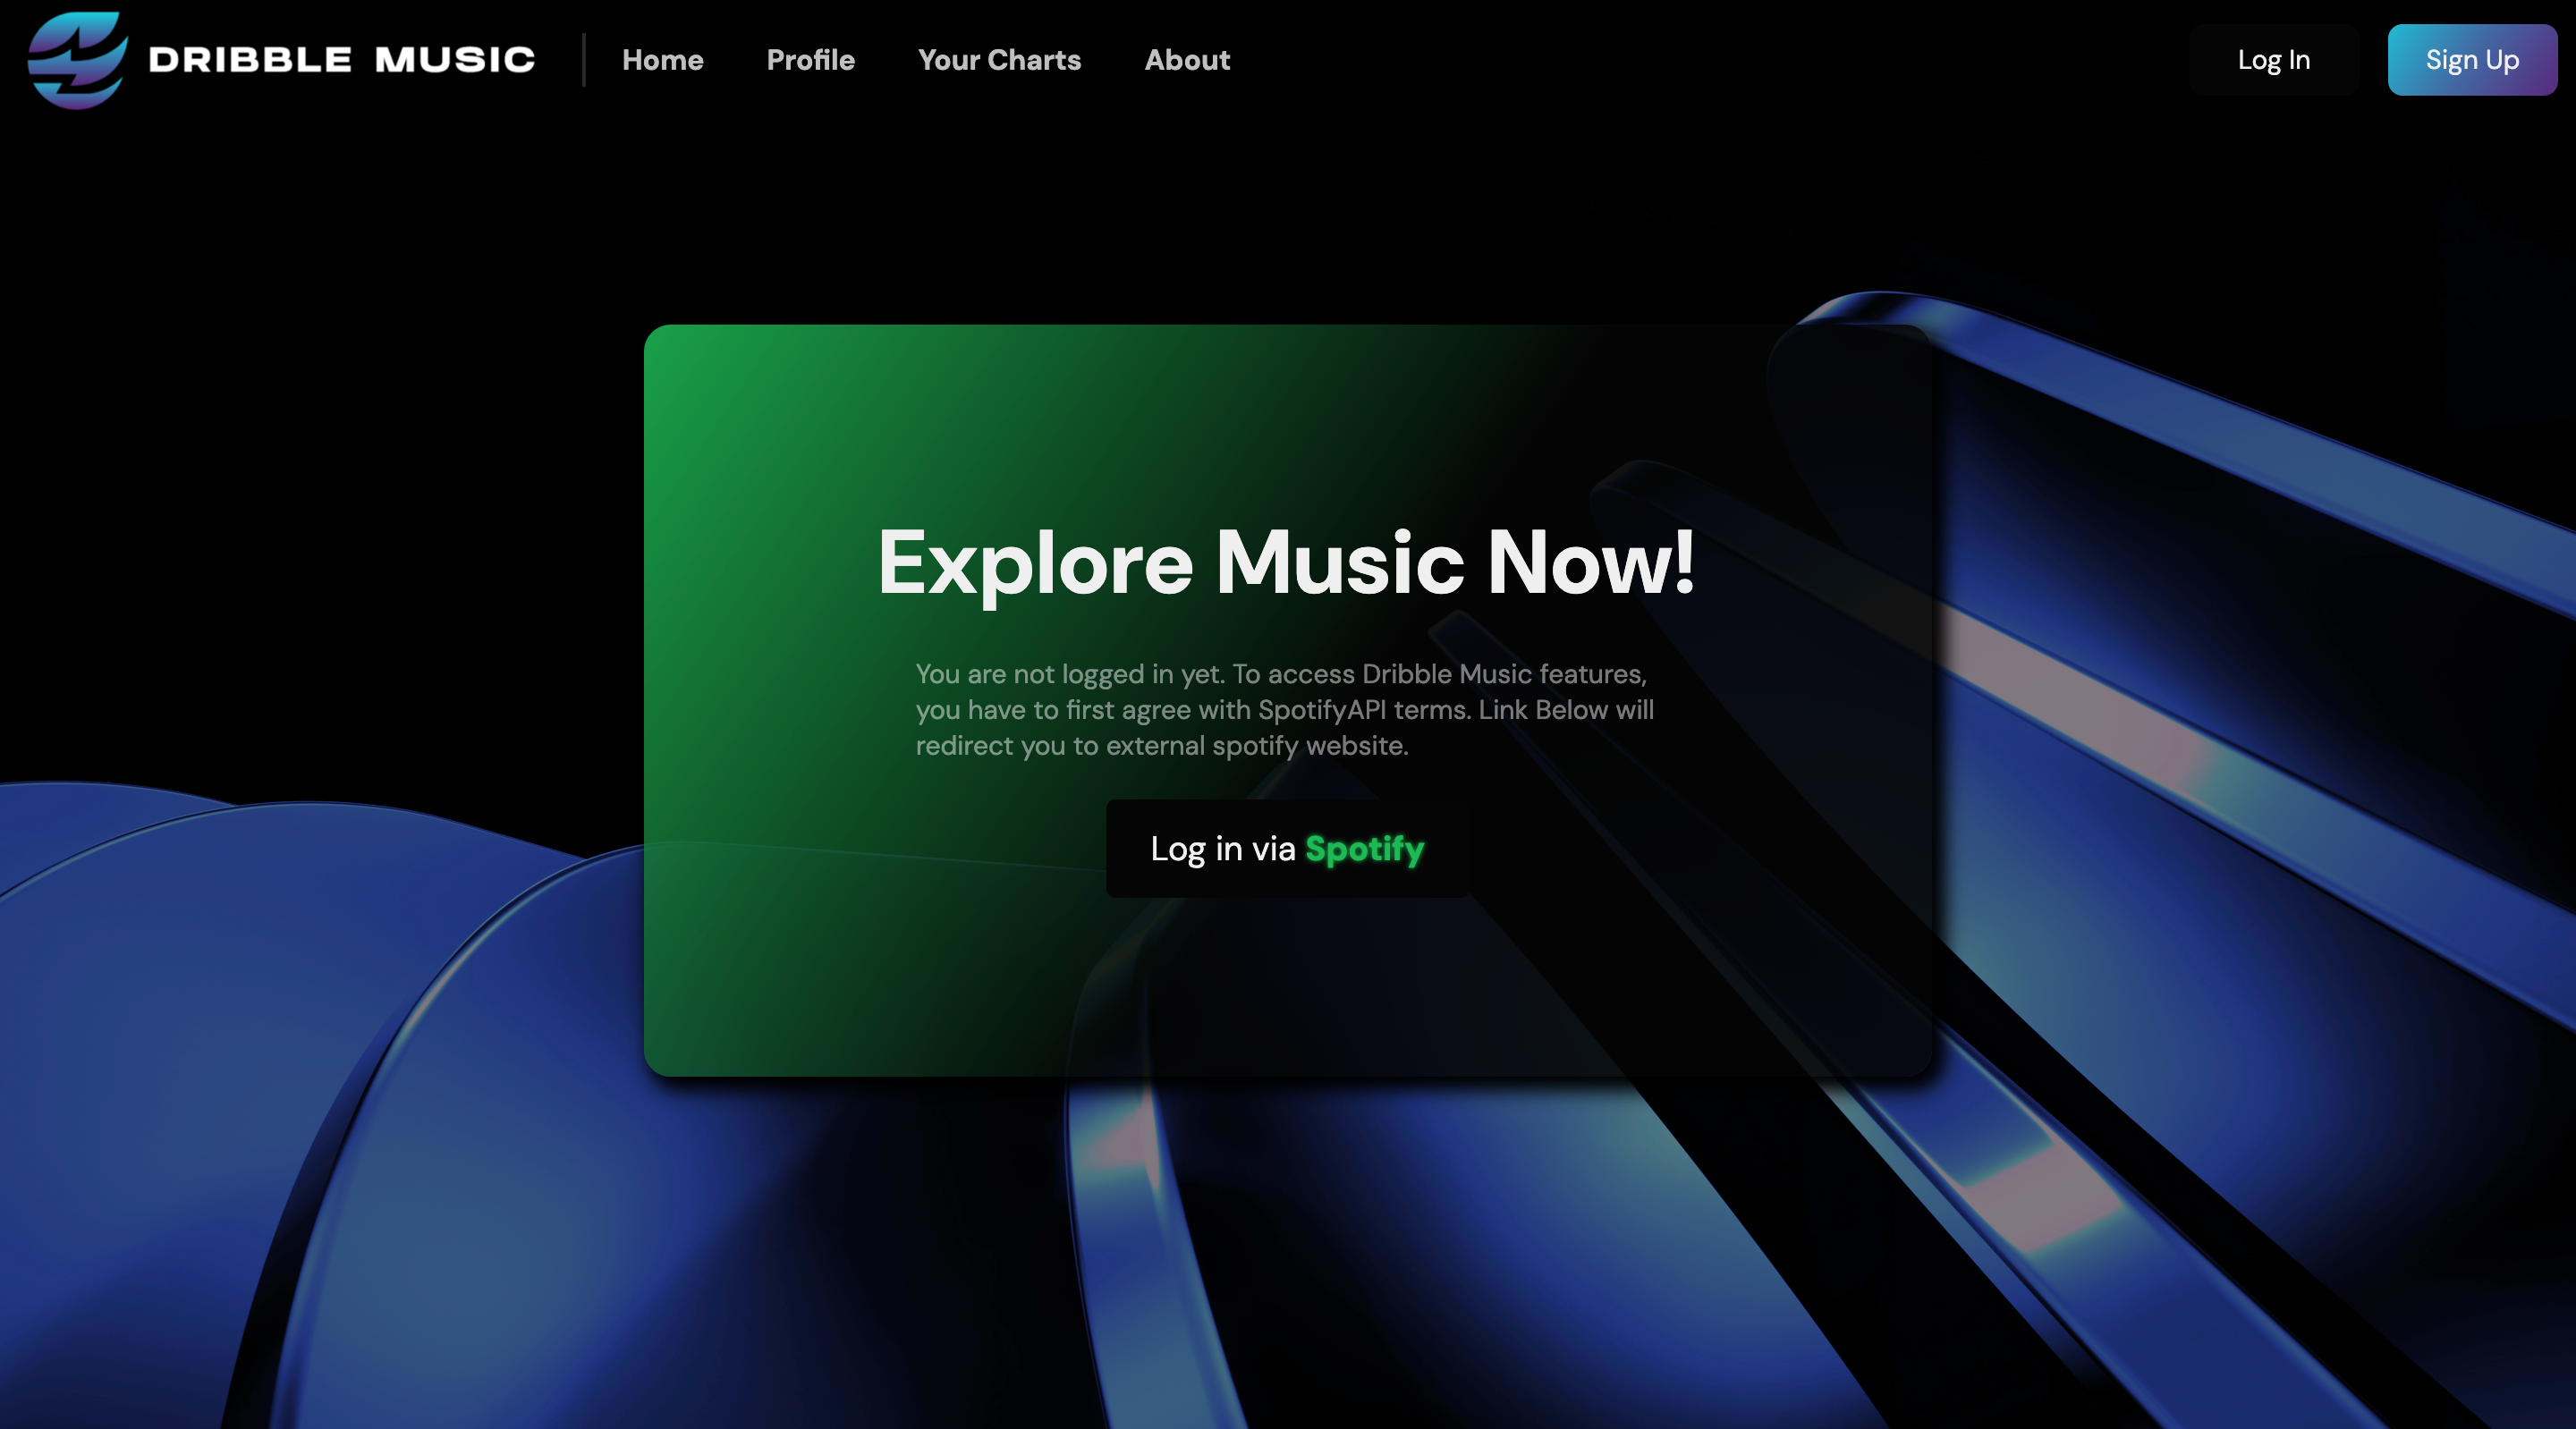 DRIBBLE MUSIC
Home
Profile
Your Charts
About
Log In
Sign Up
Explore Music Now!
You are not logged in yet. To access Dribble Music features,
you have to first agree with SpotifyAPI terms. Link Below will
redirect you to external spotify website.
Log in via Spotify